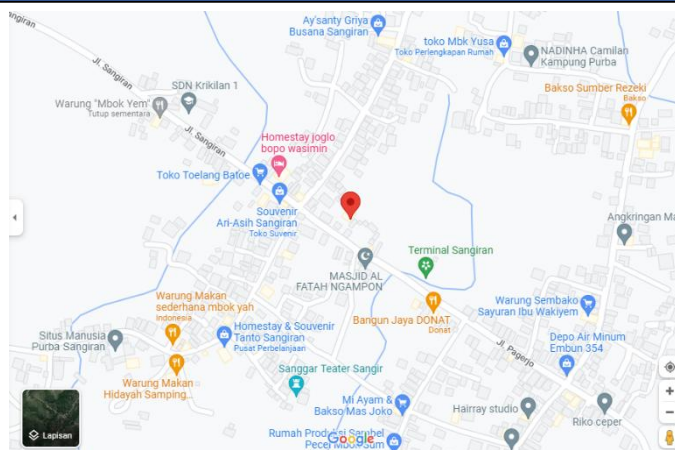 angiran
Ay'santy Griya
Busana Sangiran
toko Mbk Yusa
Toko Perlengkapan Rumah
NADINHA Camilan
Kampung Purba
Jl. Sangiran
SDN Krikilan 1
Warung "Mbok Yem"
Tutup sementara
Bakso Sumber Rezeki
Bakso
Jl. Sangiran
Homestay joglo
bopo wasimin
Toko Toelang Batoe
Souvenir
Ari-Asih Sangiran
Toko Suvenir
Angkringan Ma
Terminal Sangiran
MASJID AL
FATAH NGAMPON
Warung Makan
sederhana mbok yah
Indonesia
Warung Sembako
Sayuran Ibu Wakiyem
Bangun Jaya DONAT
Donat
Situs Manusia
Purba Sangiran
Homestay & Souvenir
Tanto Sangiran
Pusat Perbelanjaan
Depo Air Minum
Embun 354
Jl. Pagerjo
Sanggar Teater Sangir
Warung Makan
Hidayah Samping...
Mi Ayam &
Bakso Mas Joko
Hairray studio
Riko ceper
Lapisan
Google
Rumah Produksi
Pecel Mbok Sum